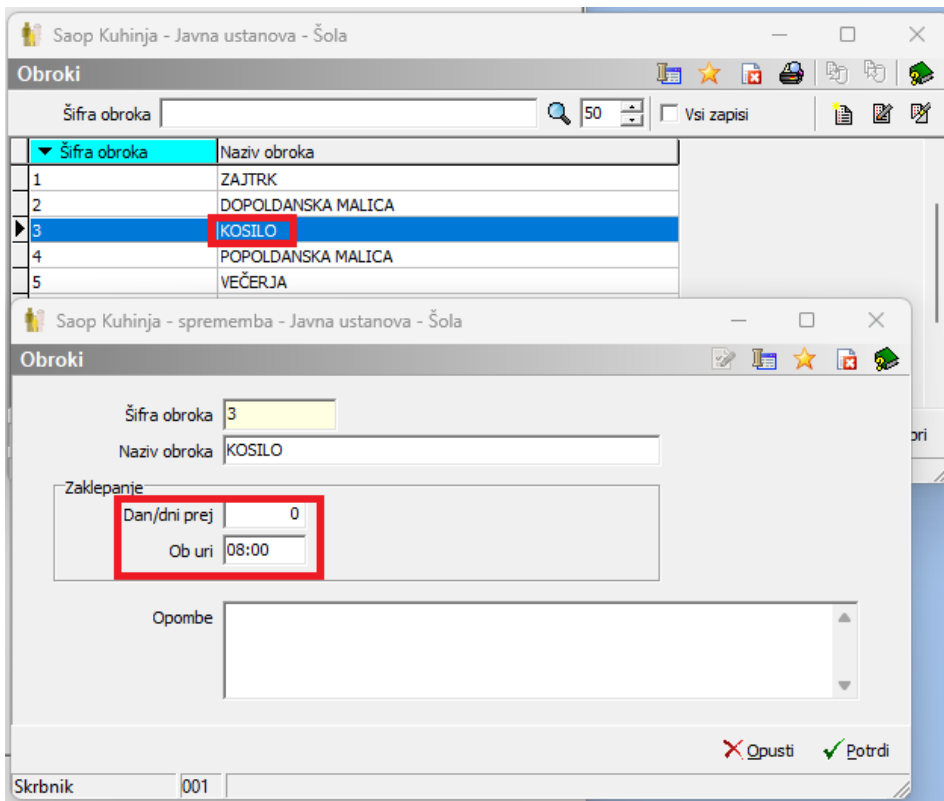 Saop Kuhinja - Javna ustanova - Šola
Obroki
Šifra obroka 50 Vsi zapisi
Šifra obroka Naziv obroka
1 ZAJTRK
2 DOPOLDANSKA MALICA
3 KOSILO
4 POPOLDANSKA MALICA
5 VEČERJA
Saop Kuhinja - sprememba - Javna ustanova - Šola
Obroki
Šifra obroka 3
Naziv obroka KOSILO
Zaklepanje
Dan/dni prej 0
Ob uri 08:00
Opombe
Opusti Potrdi
Skrbnik 001